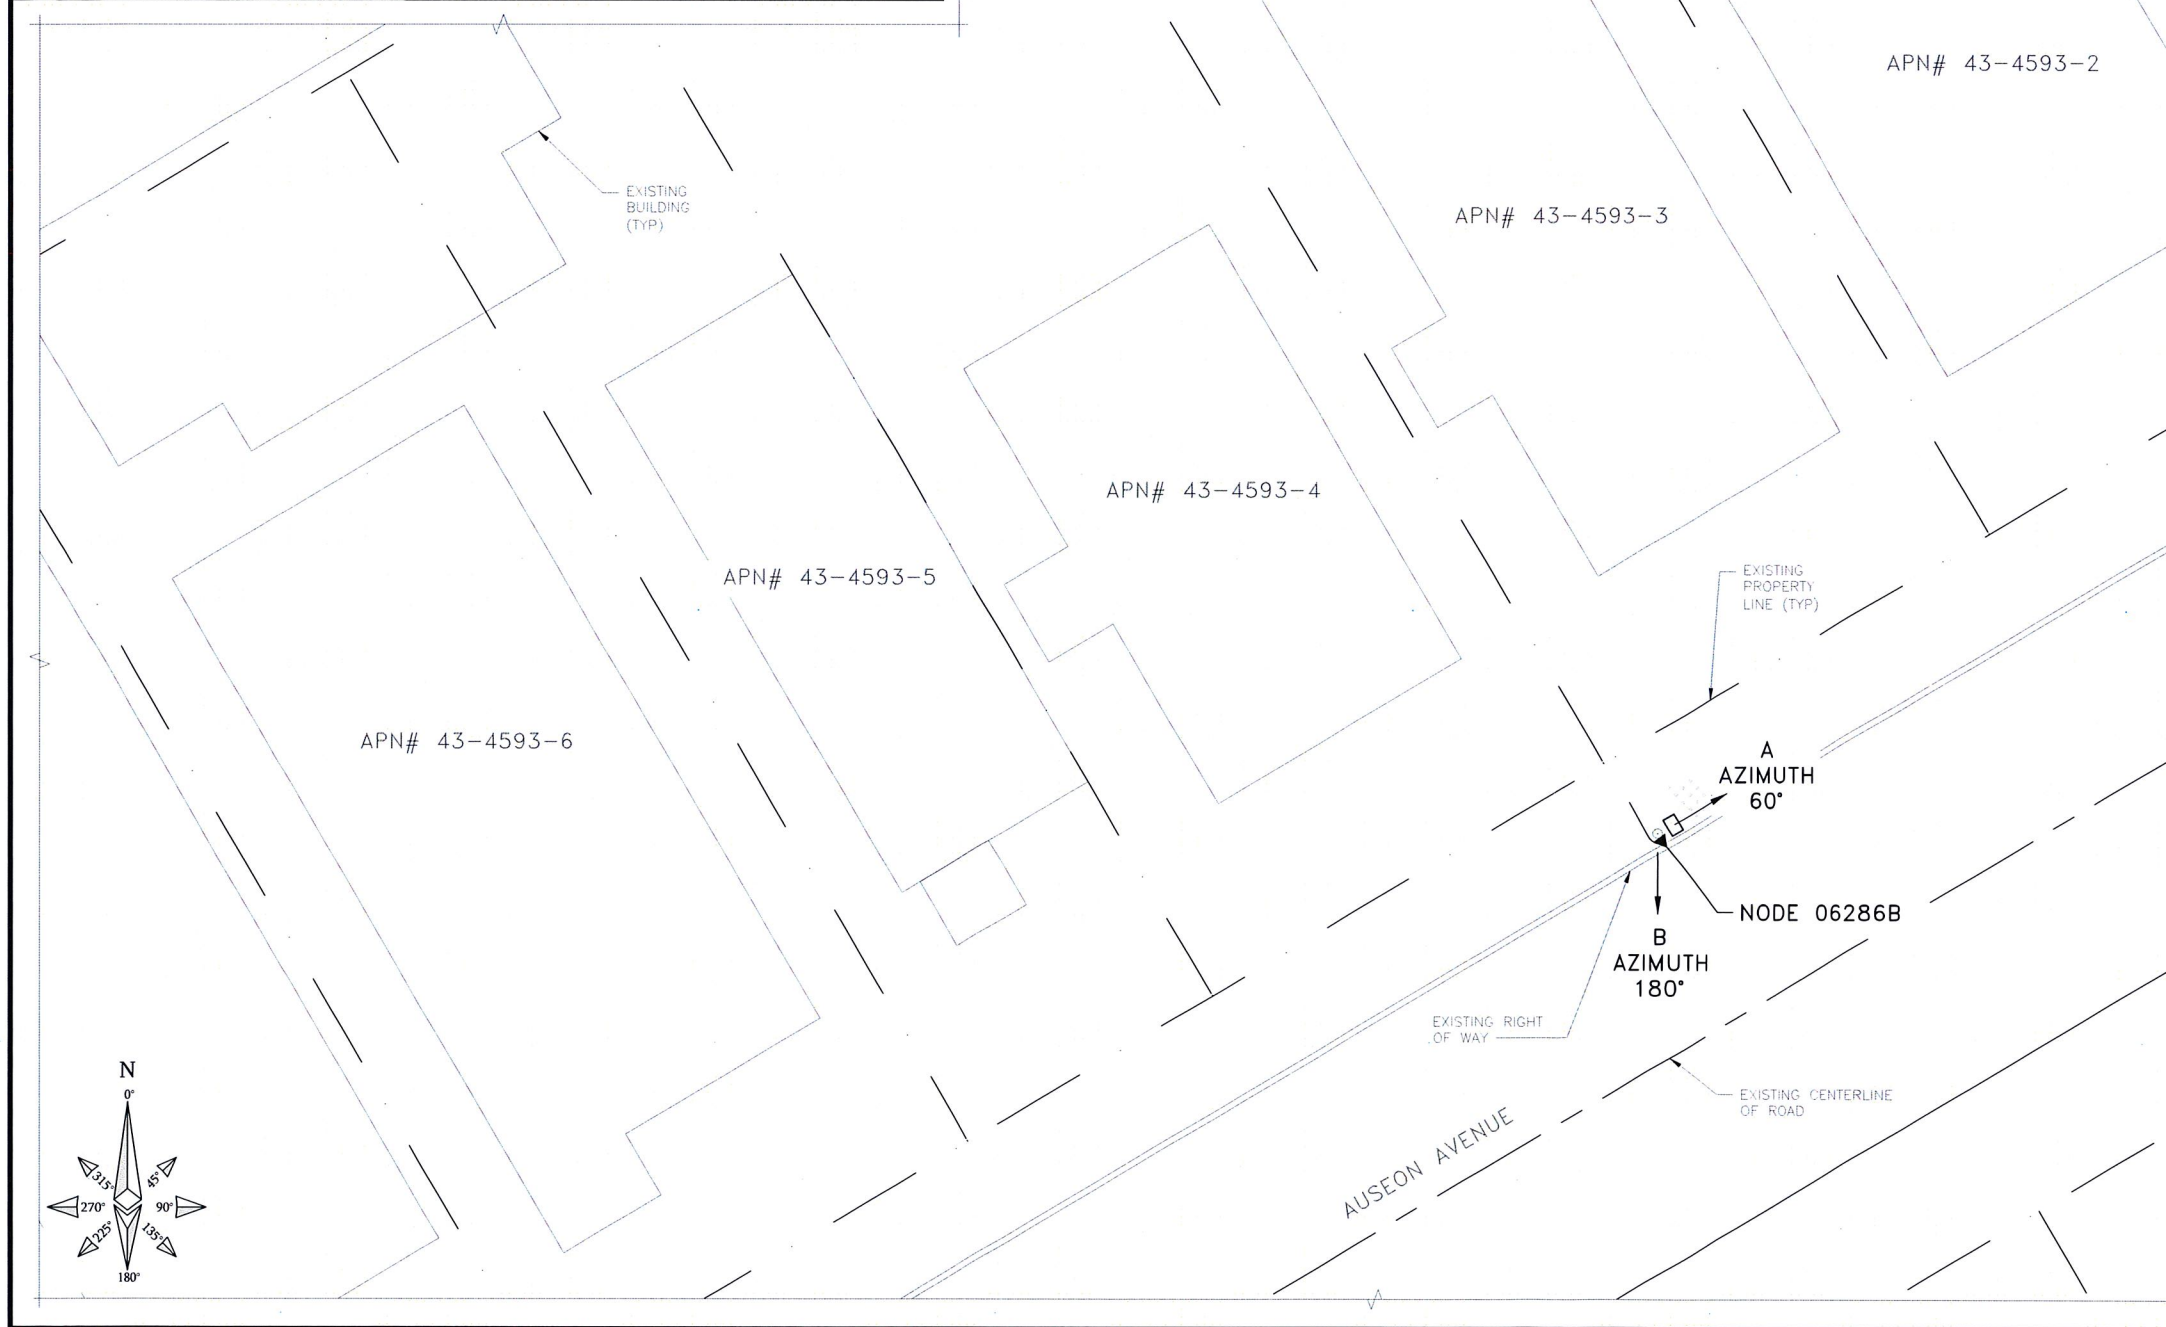 APN# 43-4593-2
EXISTING
BUILDING
(TYP)
APN# 43-4593-3
APN# 43-4593-4
APN# 43-4593-5
EXISTING
PROPERTY
LINE (TYP)
APN# 43-4593-6
A
AZIMUTH
60°
NODE 06286B
B
AZIMUTH
180°
EXISTING RIGHT
OF WAY
EXISTING CENTERLINE
OF ROAD
AUSEON AVENUE
N
0°
315°
45°
270°
90°
225°
135°
180°